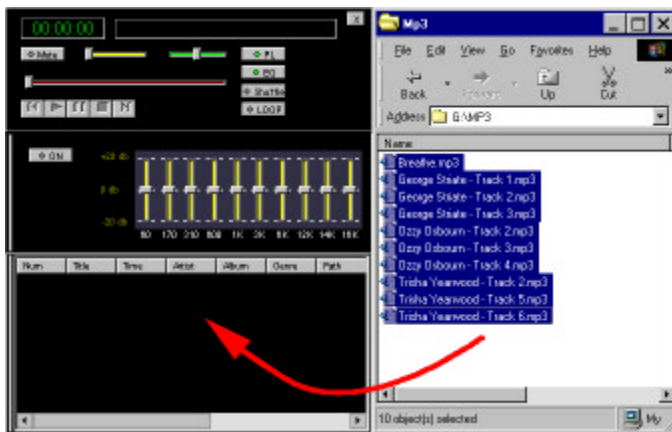 00:00:00
X
Mute
PL
EQ
Shuffle
LOOP
ON
+20 db
0 db
-20 db
60 170 310 600 1K 3K 6K 12K 14K 16K
Num Title Time Artist Album Genre Path
Mp3
File Edit View Go Favorites Help
Back Forward Up Cut
Address G:\MP3
Name
Breathe.mp3
George Striate - Track 1.mp3
George Striate - Track 2.mp3
George Striate - Track 3.mp3
Ozzy Osbourn - Track 2.mp3
Ozzy Osbourn - Track 3.mp3
Ozzy Osbourn - Track 4.mp3
Trisha Yearwood - Track 2.mp3
Trisha Yearwood - Track 5.mp3
Trisha Yearwood - Track 6.mp3
10 object(s) selected
My